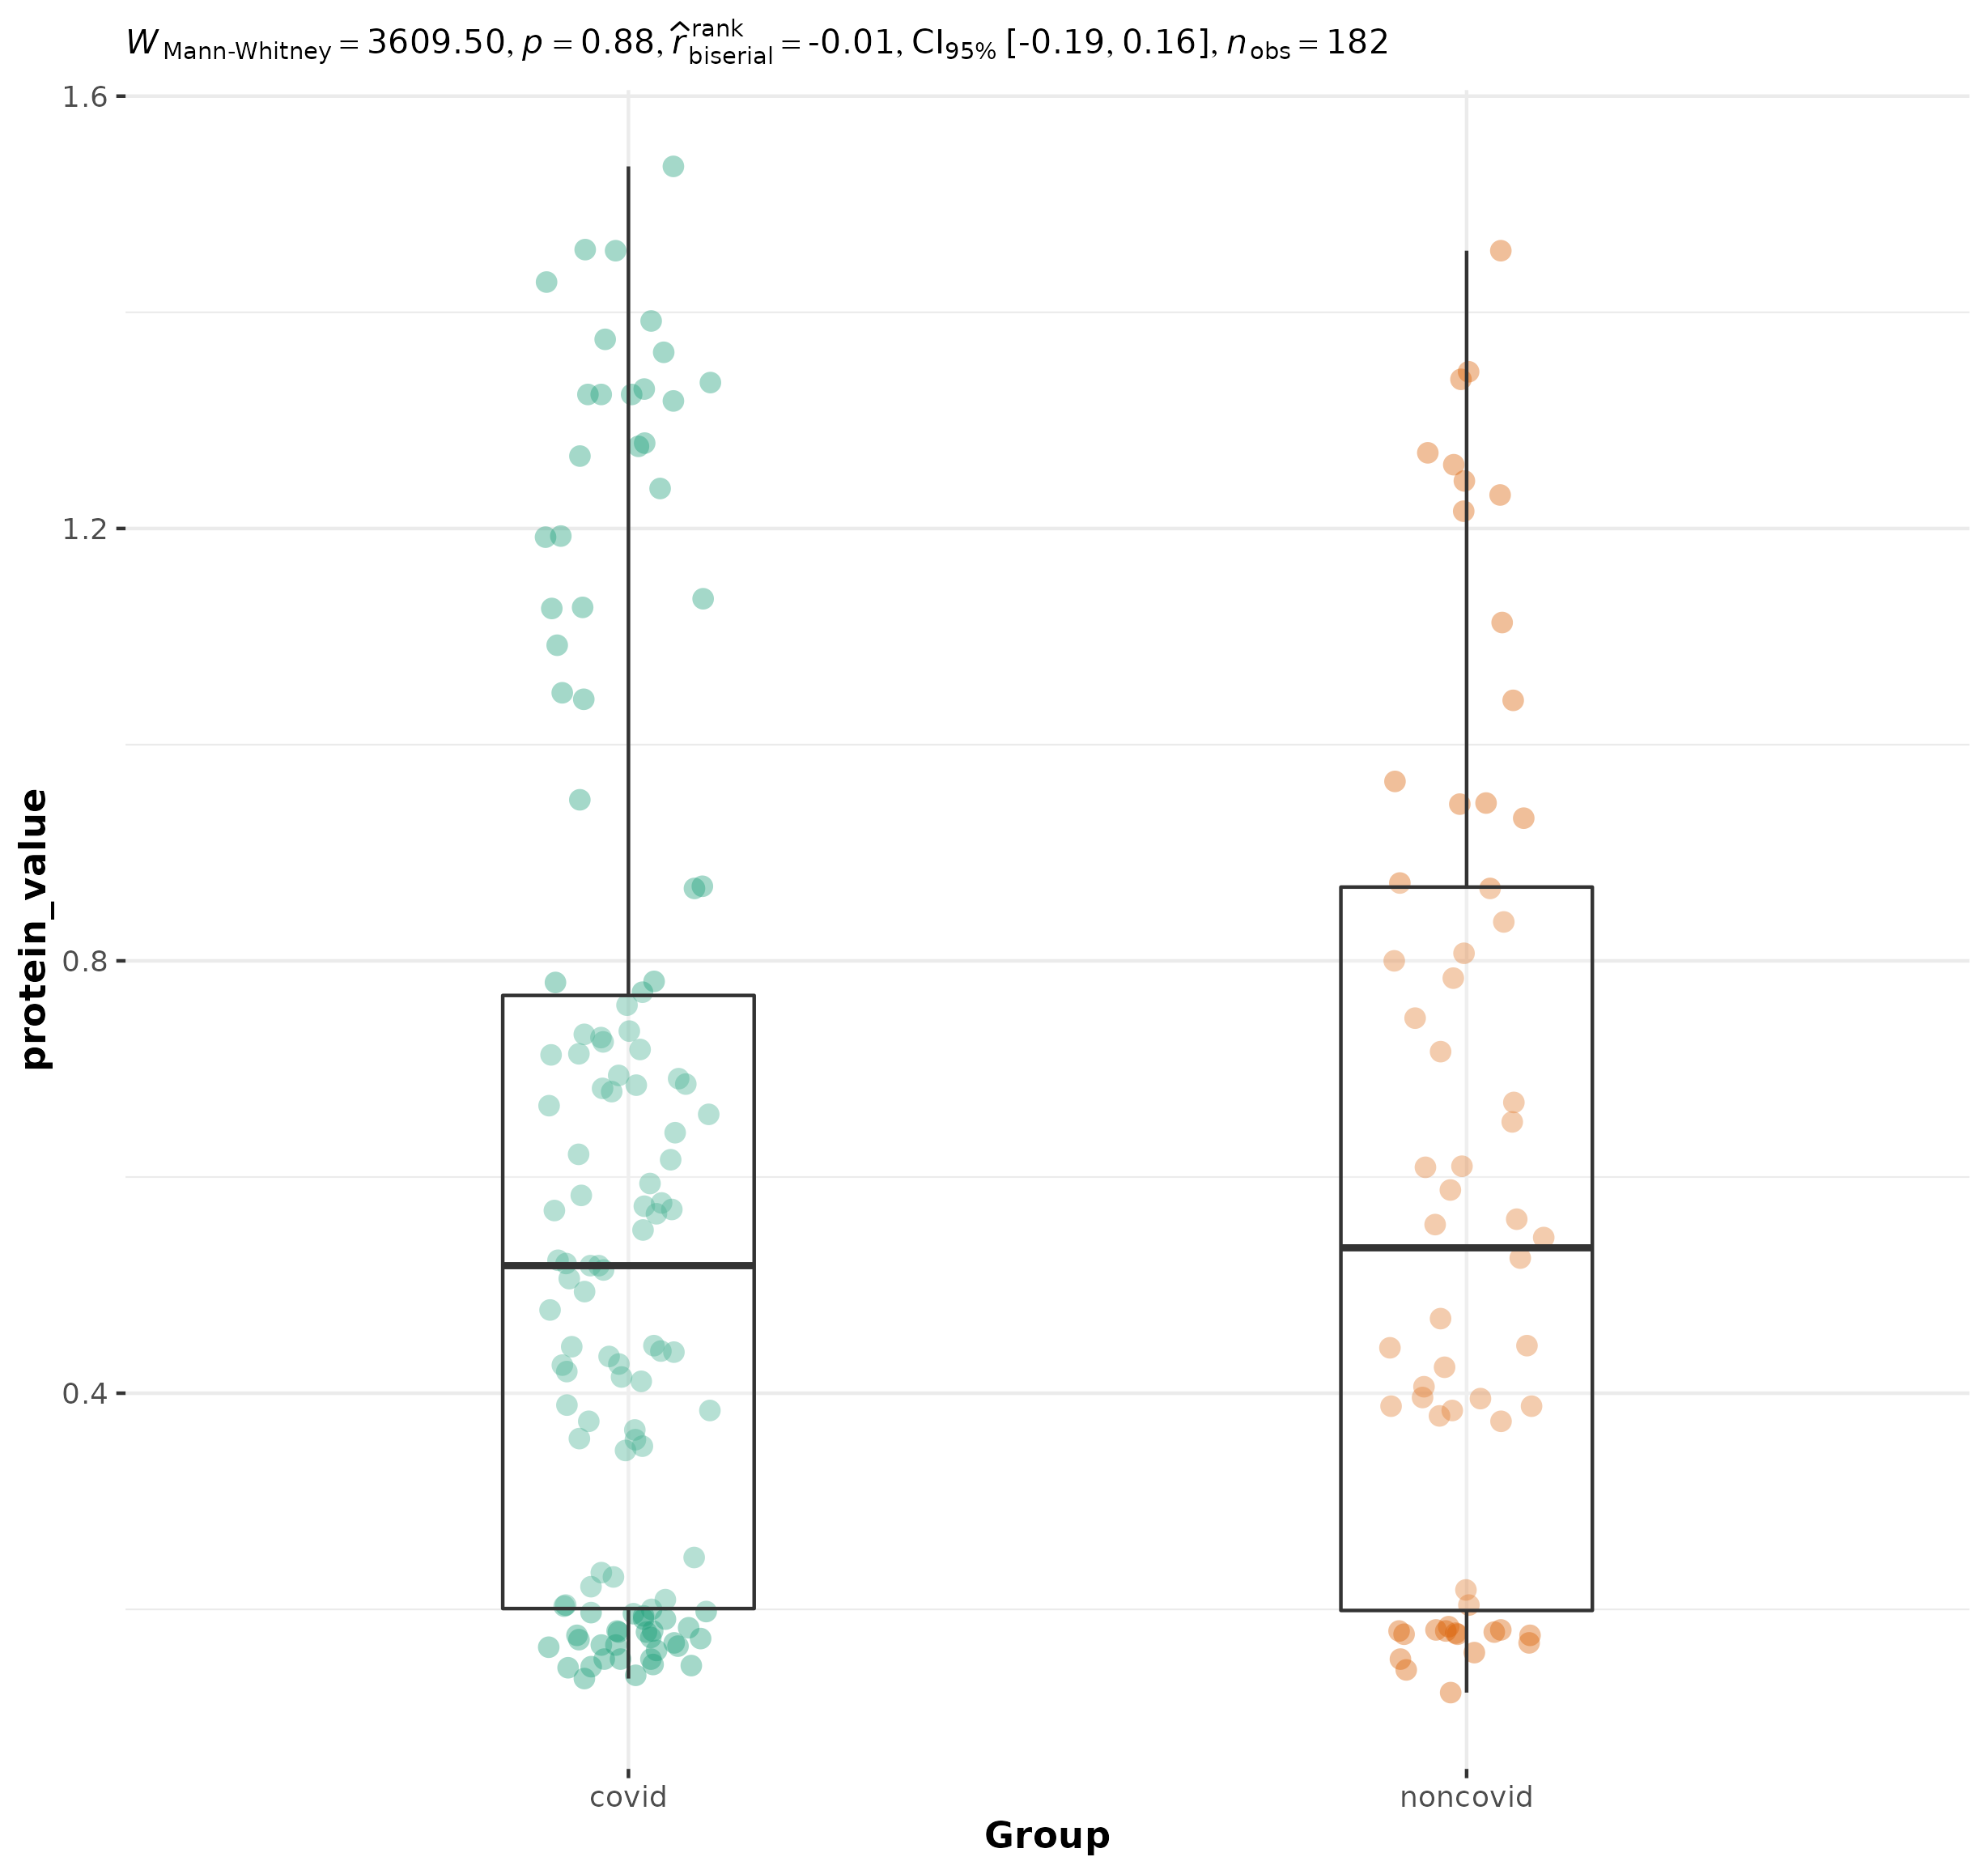 W Mann-Whitney = 3609.50, p = 0.88, r̂ rank biserial = -0.01, CI95% [-0.19, 0.16], n obs = 182
1.6
1.2
0.8
0.4
protein_value
covid noncovid
Group